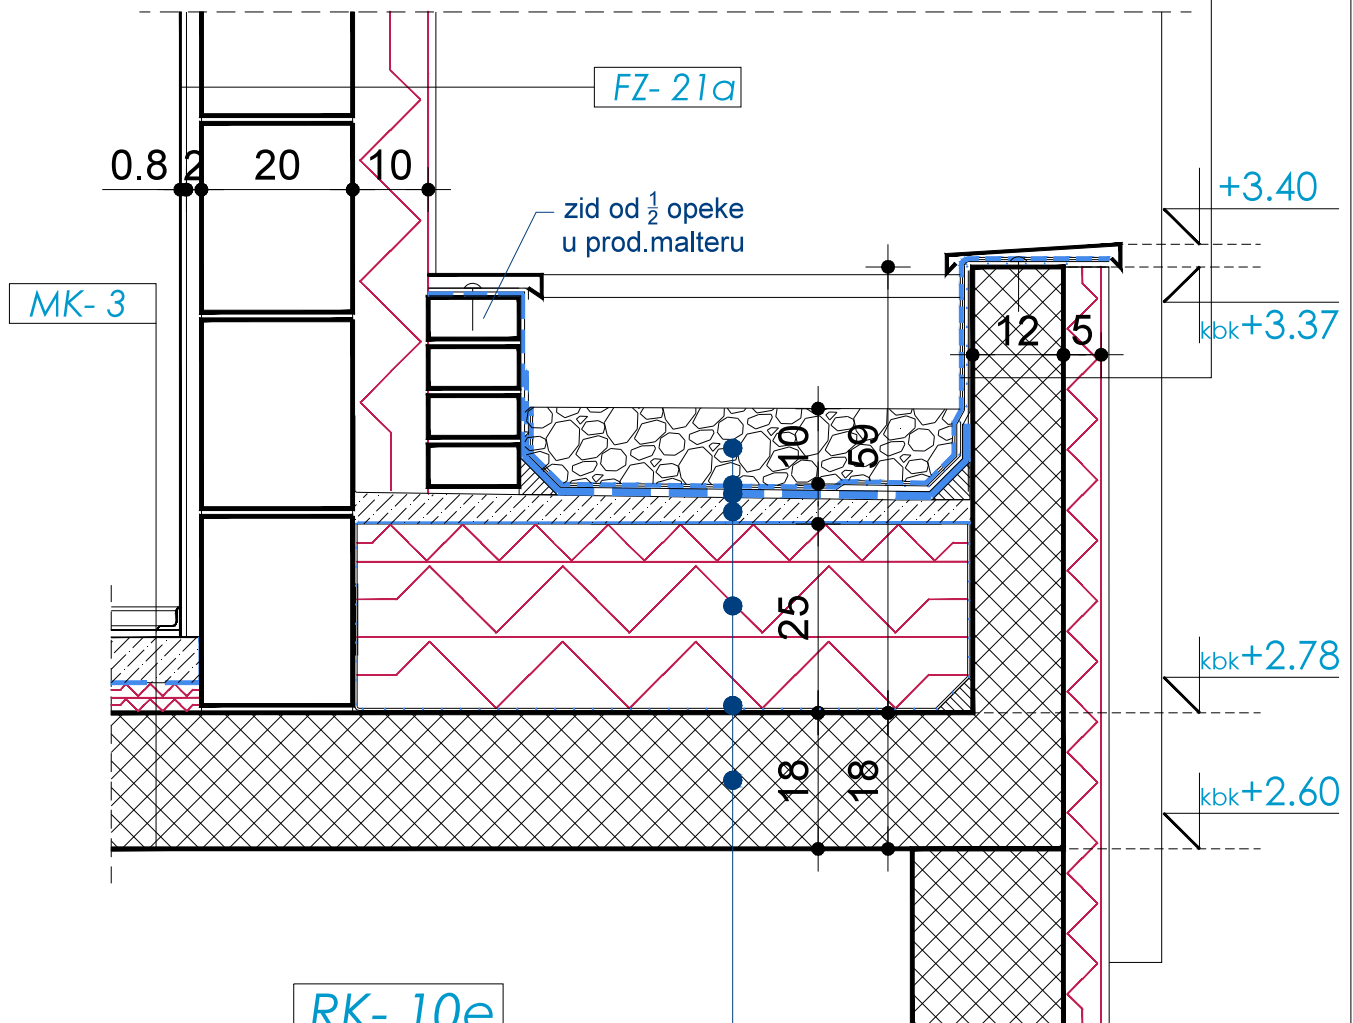 FZ- 21a
0.8 2 20 10
zid od 1/2 opeke
u prod.malteru
+3.40
MK- 3
kbk+3.37
12 5
10 59
25
kbk+2.78
18 18
kbk+2.60
RK- 10e